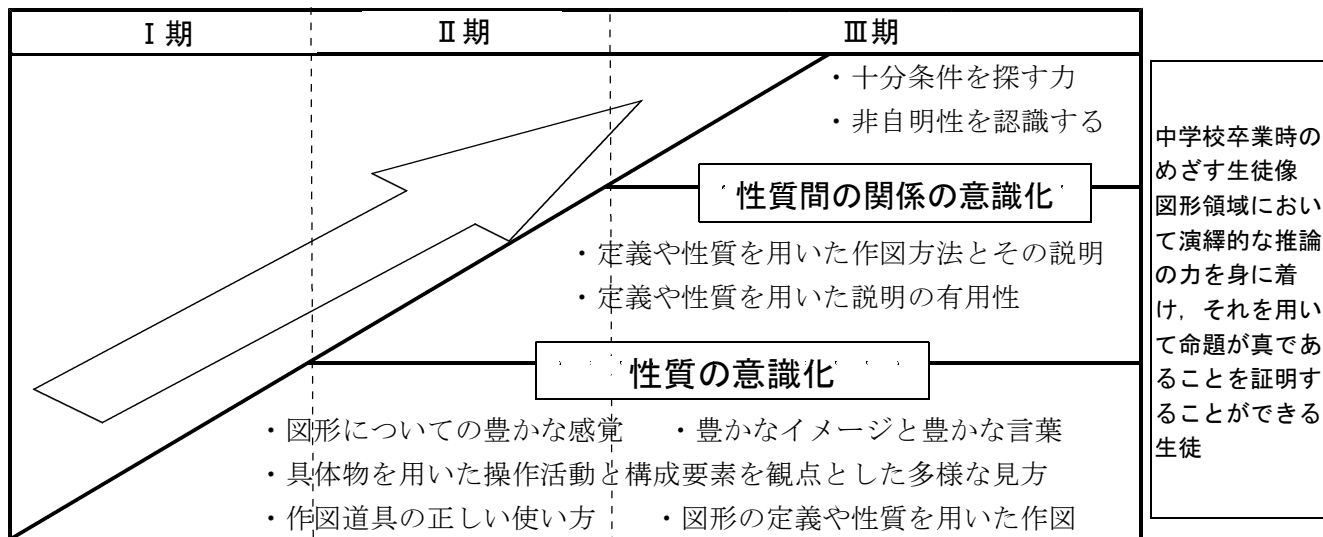 Ⅰ期
Ⅱ期
Ⅲ期
・十分条件を探す力
・非自明性を認識する
性質間の関係の意識化
・定義や性質を用いた作図方法とその説明
・定義や性質を用いた説明の有用性
性質の意識化
・図形についての豊かな感覚
・豊かなイメージと豊かな言葉
・具体物を用いた操作活動と構成要素を観点とした多様な見方
・作図道具の正しい使い方
・図形の定義や性質を用いた作図
中学校卒業時の
めざす生徒像
図形領域におい
て演繹的な推論
の力を身に着
け，それを用い
て命題が真であ
ることを証明す
ることができる
生徒